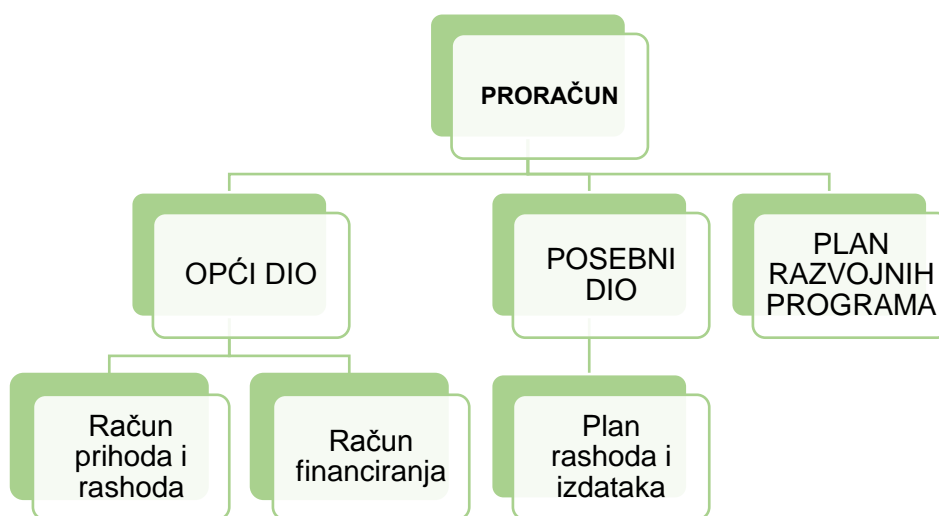 PRORAČUN
OPĆI DIO
POSEBNI
DIO
PLAN
RAZVOJNIH
PROGRAMA
Račun
prihoda i
rashoda
Račun
financiranja
Plan
rashoda i
izdataka